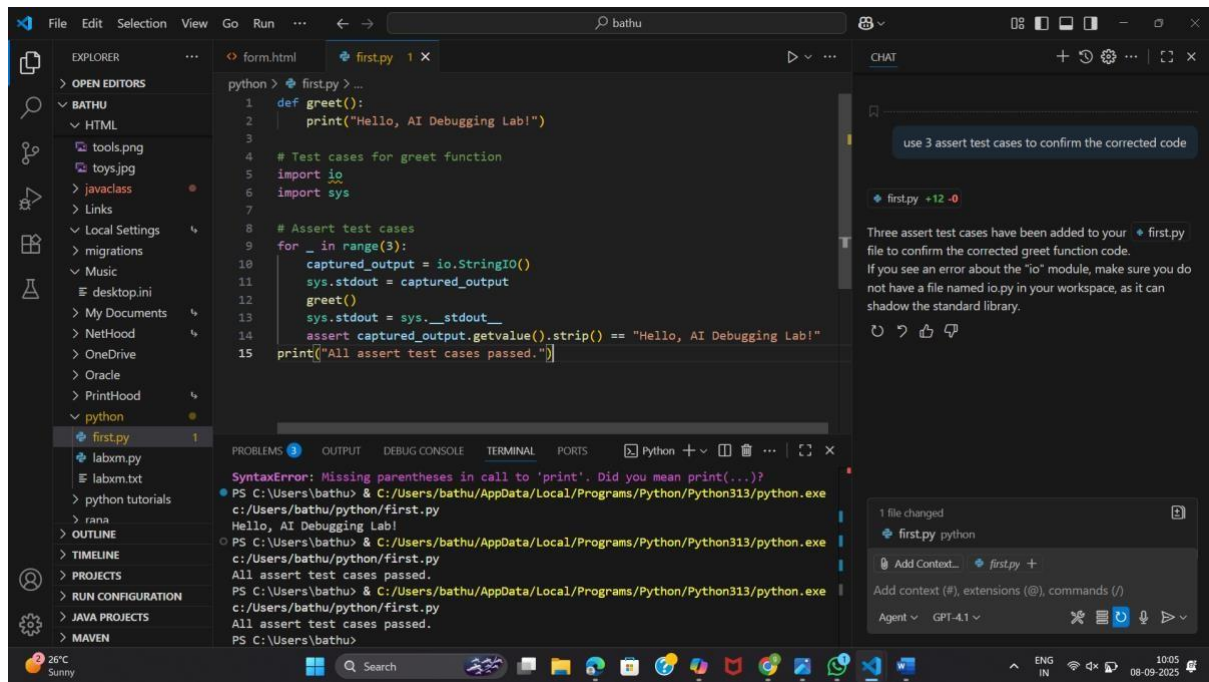 File Edit Selection View Go Run ··· bathu
EXPLORER ···
OPEN EDITORS
BATHU
HTML
tools.png
toys.jpg
javaclass
Links
Local Settings
migrations
Music
desktop.ini
My Documents
NetHood
OneDrive
Oracle
PrintHood
python
first.py 1
labxm.py
labxm.txt
python tutorials
rana
OUTLINE
TIMELINE
PROJECTS
RUN CONFIGURATION
JAVA PROJECTS
MAVEN
form.html first.py 1
python > first.py > ...
1 def greet():
2     print("Hello, AI Debugging Lab!")
3
4 # Test cases for greet function
5 import io
6 import sys
7
8 # Assert test cases
9 for _ in range(3):
10     captured_output = io.StringIO()
11     sys.stdout = captured_output
12     greet()
13     sys.stdout = sys.__stdout__
14     assert captured_output.getvalue().strip() == "Hello, AI Debugging Lab!"
15 print("All assert test cases passed.")
PROBLEMS 3 OUTPUT DEBUG CONSOLE TERMINAL PORTS Python
SyntaxError: Missing parentheses in call to 'print'. Did you mean print(...)?
PS C:\Users\bathu> & C:/Users/bathu/AppData/Local/Programs/Python/Python313/python.exe
c:/Users/bathu/python/first.py
Hello, AI Debugging Lab!
PS C:\Users\bathu> & C:/Users/bathu/AppData/Local/Programs/Python/Python313/python.exe
c:/Users/bathu/python/first.py
All assert test cases passed.
PS C:\Users\bathu> & C:/Users/bathu/AppData/Local/Programs/Python/Python313/python.exe
c:/Users/bathu/python/first.py
All assert test cases passed.
PS C:\Users\bathu>
CHAT
use 3 assert test cases to confirm the corrected code
first.py +12 -0
Three assert test cases have been added to your first.py
file to confirm the corrected greet function code.
If you see an error about the "io" module, make sure you do
not have a file named io.py in your workspace, as it can
shadow the standard library.
1 file changed
first.py python
Add Context... first.py +
Add context (#), extensions (@), commands (/)
Agent GPT-4.1
2 26°C
Sunny
Search
ENG
IN
10:05
08-09-2025